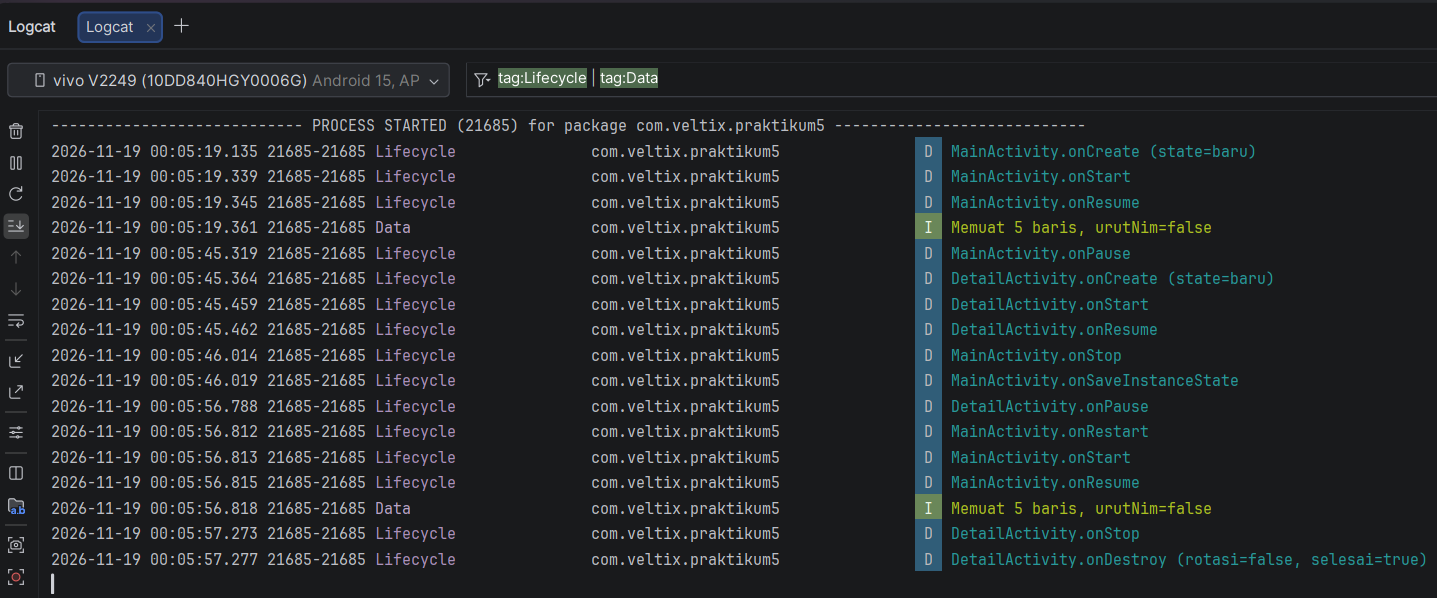 Logcat Logcat
vivo V2249 (10DD840HGY0006G) Android 15, AP tag:Lifecycle | tag:Data
---------------------------- PROCESS STARTED (21685) for package com.veltix.praktikum5 ----------------------------
2026-11-19 00:05:19.135 21685-21685 Lifecycle com.veltix.praktikum5 D MainActivity.onCreate (state=baru)
2026-11-19 00:05:19.339 21685-21685 Lifecycle com.veltix.praktikum5 D MainActivity.onStart
2026-11-19 00:05:19.345 21685-21685 Lifecycle com.veltix.praktikum5 D MainActivity.onResume
2026-11-19 00:05:19.361 21685-21685 Data com.veltix.praktikum5 I Memuat 5 baris, urutNim=false
2026-11-19 00:05:45.319 21685-21685 Lifecycle com.veltix.praktikum5 D MainActivity.onPause
2026-11-19 00:05:45.364 21685-21685 Lifecycle com.veltix.praktikum5 D DetailActivity.onCreate (state=baru)
2026-11-19 00:05:45.459 21685-21685 Lifecycle com.veltix.praktikum5 D DetailActivity.onStart
2026-11-19 00:05:45.462 21685-21685 Lifecycle com.veltix.praktikum5 D DetailActivity.onResume
2026-11-19 00:05:46.014 21685-21685 Lifecycle com.veltix.praktikum5 D MainActivity.onStop
2026-11-19 00:05:46.019 21685-21685 Lifecycle com.veltix.praktikum5 D MainActivity.onSaveInstanceState
2026-11-19 00:05:56.788 21685-21685 Lifecycle com.veltix.praktikum5 D DetailActivity.onPause
2026-11-19 00:05:56.812 21685-21685 Lifecycle com.veltix.praktikum5 D MainActivity.onRestart
2026-11-19 00:05:56.813 21685-21685 Lifecycle com.veltix.praktikum5 D MainActivity.onStart
2026-11-19 00:05:56.815 21685-21685 Lifecycle com.veltix.praktikum5 D MainActivity.onResume
2026-11-19 00:05:56.818 21685-21685 Data com.veltix.praktikum5 I Memuat 5 baris, urutNim=false
2026-11-19 00:05:57.273 21685-21685 Lifecycle com.veltix.praktikum5 D DetailActivity.onStop
2026-11-19 00:05:57.277 21685-21685 Lifecycle com.veltix.praktikum5 D DetailActivity.onDestroy (rotasi=false, selesai=true)